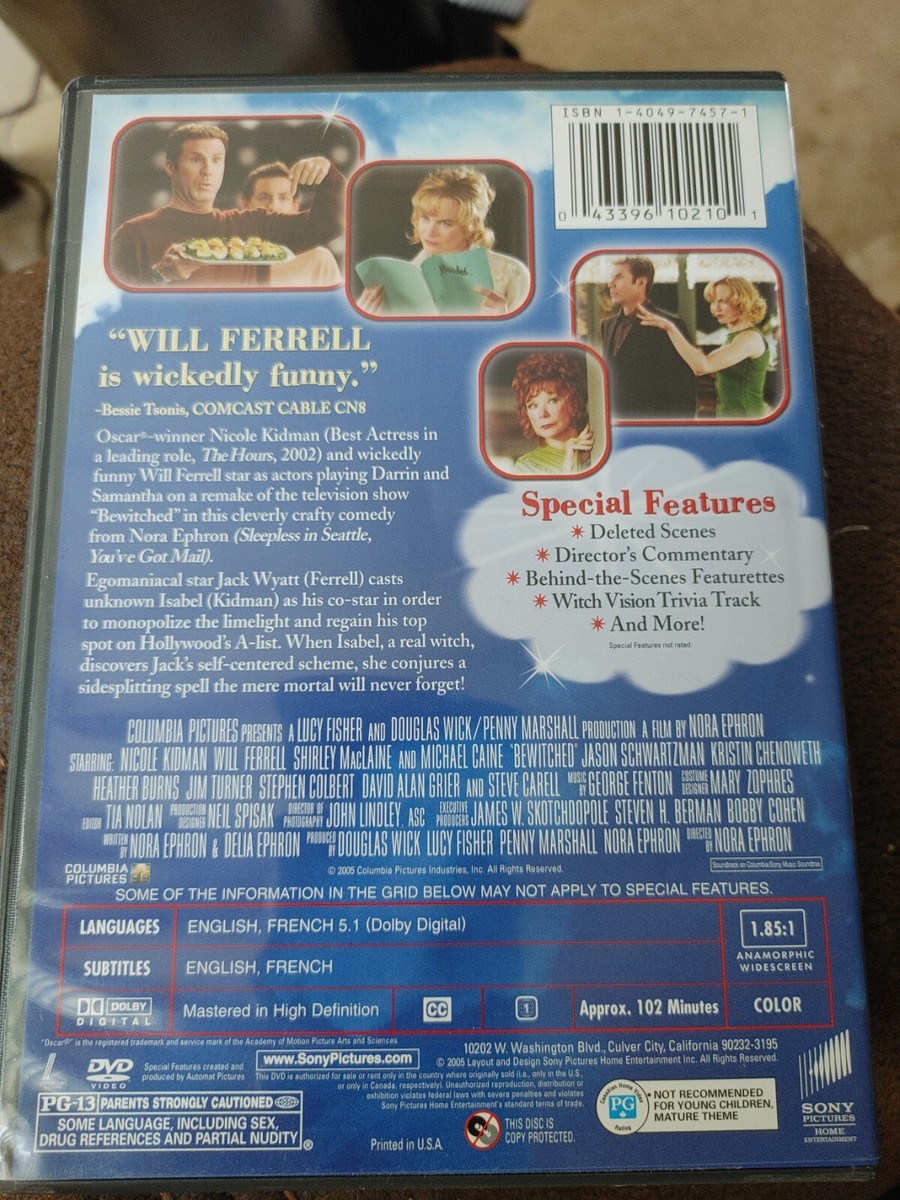 ISBN 1-4049-7457-1
0 43396 10210 1
"WILL FERRELL
is wickedly funny."
-Bessie Tsonis, COMCAST CABLE CN8
Oscar®-winner Nicole Kidman (Best Actress in
a leading role, The Hours, 2002) and wickedly
funny Will Ferrell star as actors playing Darrin and
Samantha on a remake of the television show
"Bewitched" in this cleverly crafty comedy
from Nora Ephron (Sleepless in Seattle,
You've Got Mail).
Egomaniacal star Jack Wyatt (Ferrell) casts
unknown Isabel (Kidman) as his co-star in order
to monopolize the limelight and regain his top
spot on Hollywood's A-list. When Isabel, a real witch,
discovers Jack's self-centered scheme, she conjures a
sidesplitting spell the mere mortal will never forget!
Special Features
Deleted Scenes
Director's Commentary
Behind-the-Scenes Featurettes
Witch Vision Trivia Track
And More!
Special Features not rated
COLUMBIA PICTURES PRESENTS A LUCY FISHER AND DOUGLAS WICK/PENNY MARSHALL PRODUCTION A FILM BY NORA EPHRON
STARRING: NICOLE KIDMAN WILL FERRELL SHIRLEY MacLAINE AND MICHAEL CAINE "BEWITCHED" JASON SCHWARTZMAN KRISTIN CHENOWETH
HEATHER BURNS JIM TURNER STEPHEN COLBERT DAVID ALAN GRIER AND STEVE CARELL MUSIC BY GEORGE FENTON COSTUME DESIGNER MARY ZOPHRES
EDITOR TIA NOLAN PRODUCTION DESIGNER NEIL SPISAK DIRECTOR OF PHOTOGRAPHY JOHN LINDLEY, ASC EXECUTIVE PRODUCERS JAMES W. SKOTCHDOPOLE STEVEN H. BERMAN BOBBY COHEN
WRITTEN BY NORA EPHRON & DELIA EPHRON PRODUCED BY DOUGLAS WICK LUCY FISHER PENNY MARSHALL NORA EPHRON DIRECTED BY NORA EPHRON
COLUMBIA
PICTURES
© 2005 Columbia Pictures Industries, Inc. All Rights Reserved.
Soundtrack on Columbia/Sony Music Soundtrax
SOME OF THE INFORMATION IN THE GRID BELOW MAY NOT APPLY TO SPECIAL FEATURES.
LANGUAGES ENGLISH, FRENCH 5.1 (Dolby Digital)
1.85:1
ANAMORPHIC
WIDESCREEN
SUBTITLES ENGLISH, FRENCH
DOLBY
DIGITAL
Mastered in High Definition CC 1 Approx. 102 Minutes COLOR
"Oscar®" is the registered trademark and service mark of the Academy of Motion Picture Arts and Sciences.
DVD
VIDEO
Special Features created and
produced by Automat Pictures
www.SonyPictures.com
10202 W. Washington Blvd., Culver City, California 90232-3195
© 2005 Layout and Design Sony Pictures Home Entertainment Inc. All Rights Reserved.
This DVD is authorized for sale or rent only in the country where originally sold (i.e., only in the U.S.,
or only in Canada, respectively). Unauthorized reproduction, distribution or
exhibition violates federal laws with severe penalties and violates
Sony Pictures Home Entertainment's standard terms of trade.
PG-13 PARENTS STRONGLY CAUTIONED
SOME LANGUAGE, INCLUDING SEX,
DRUG REFERENCES AND PARTIAL NUDITY
®
Printed in U.S.A.
THIS DISC IS
COPY PROTECTED.
Canadian Home Video
PG
Rating
• NOT RECOMMENDED
FOR YOUNG CHILDREN,
MATURE THEME
SONY
PICTURES
HOME
ENTERTAINMENT